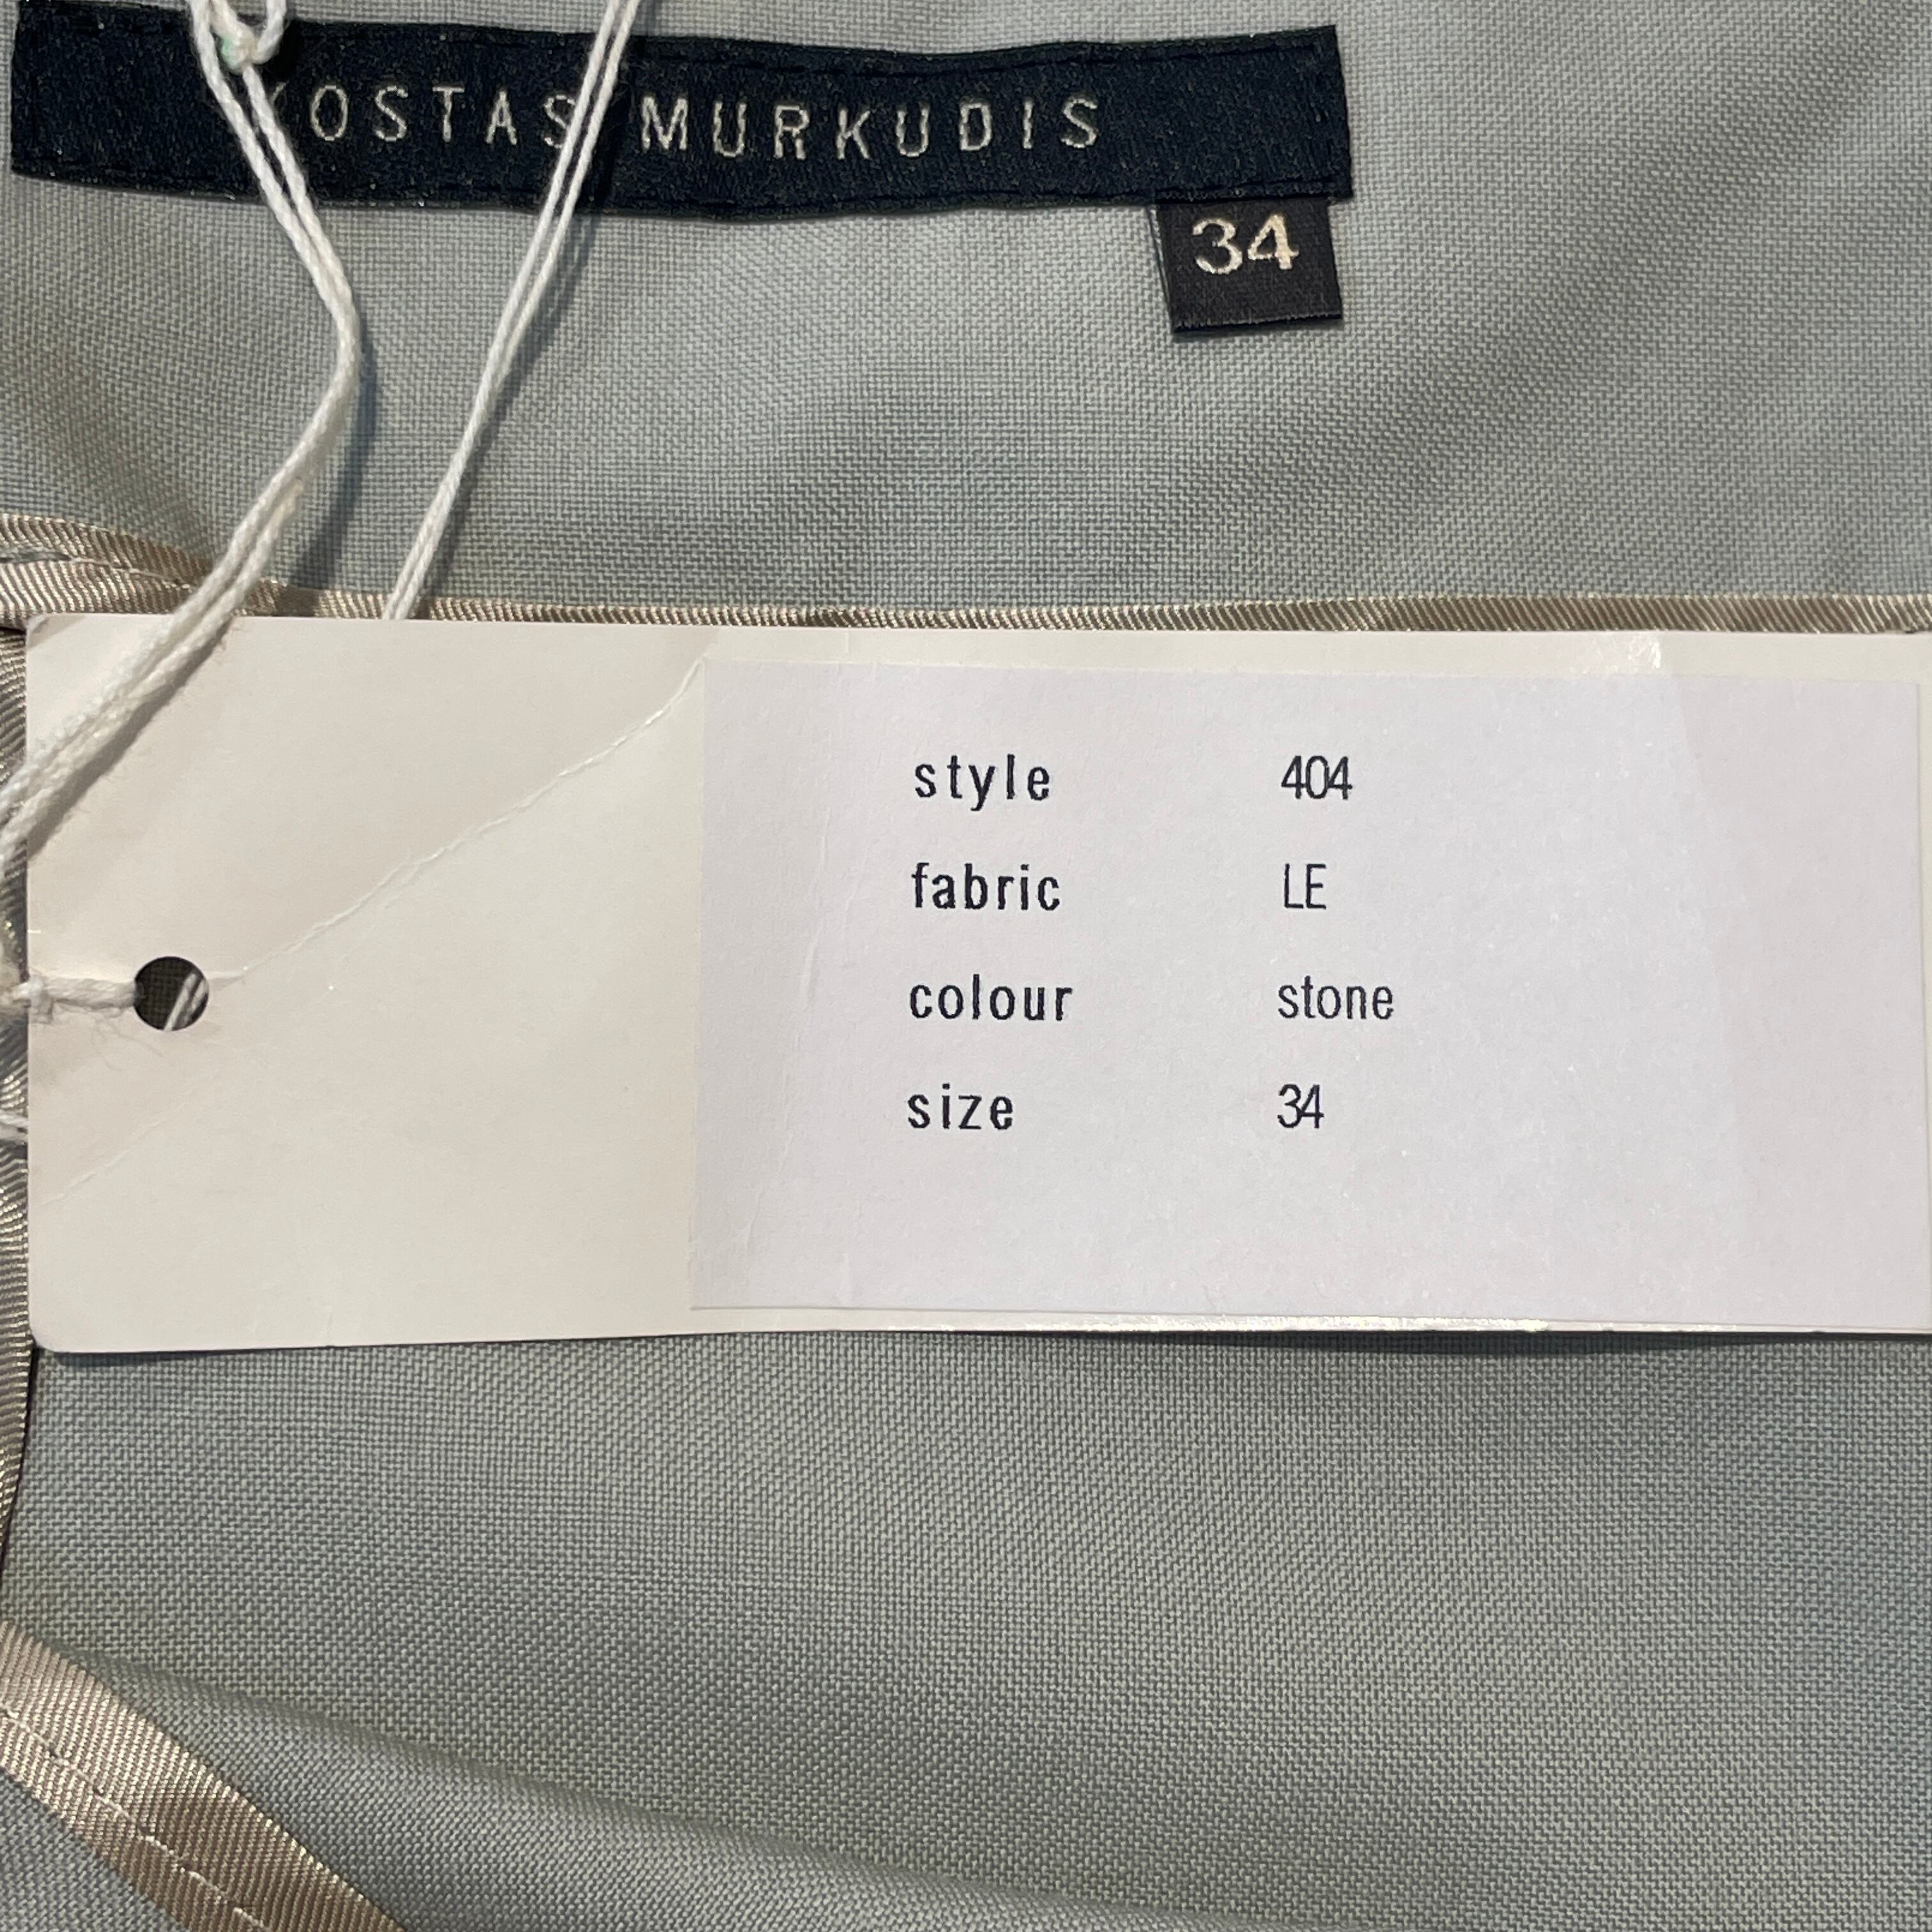 KOSTAS MURKUDIS
34
style 404
fabric LE
colour stone
size 34